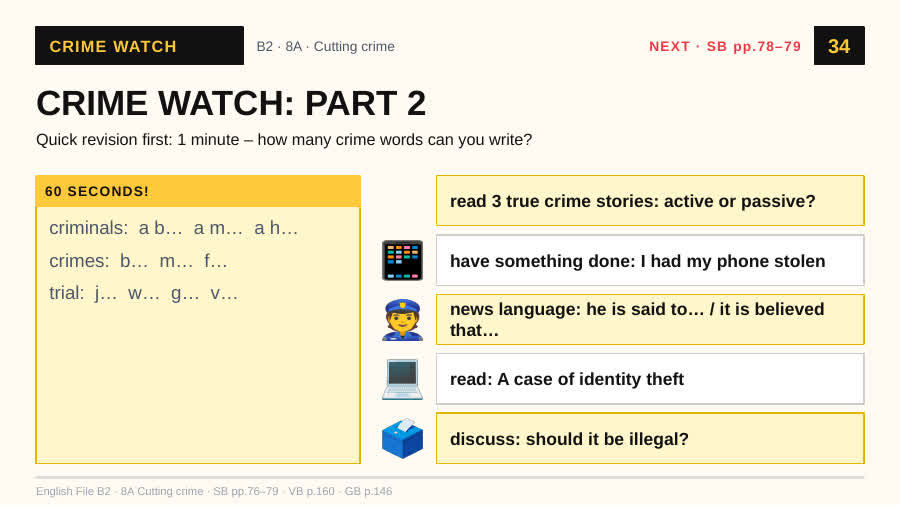 CRIME WATCH
B2 · 8A · Cutting crime
NEXT · SB pp.78–79
34
CRIME WATCH: PART 2
Quick revision first: 1 minute – how many crime words can you write?
60 SECONDS!
criminals: a b… a m… a h…
crimes: b… m… f…
trial: j… w… g… v…
read 3 true crime stories: active or passive?
have something done: I had my phone stolen
news language: he is said to… / it is believed
that…
read: A case of identity theft
discuss: should it be illegal?
English File B2 · 8A Cutting crime · SB pp.76–79 · VB p.160 · GB p.146